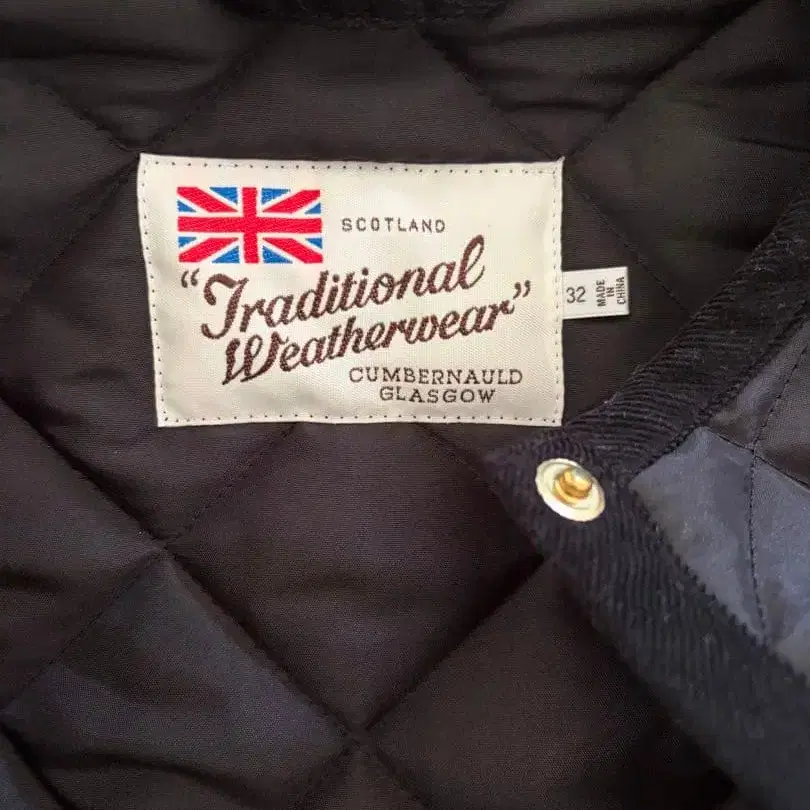 SCOTLAND
"Traditional
Weatherwear"
CUMBERNAULD
GLASGOW
32
MADE
IN
CHINA